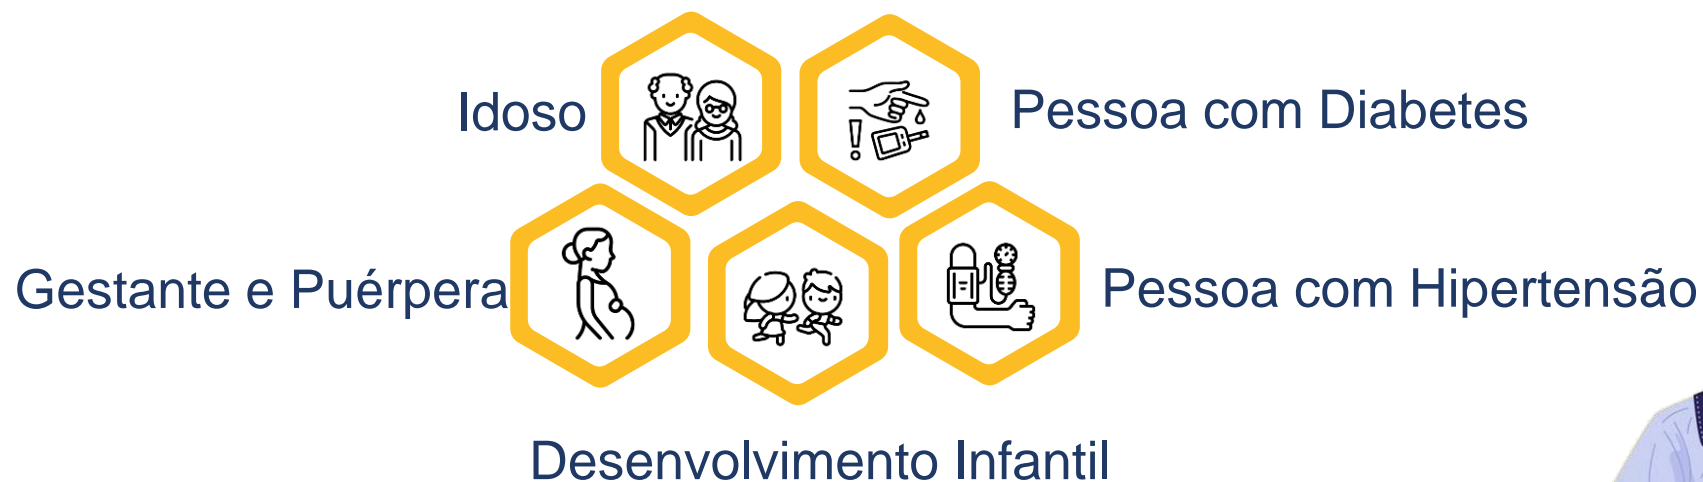 Idoso
Pessoa com Diabetes
Gestante e Puérpera
Pessoa com Hipertensão
Desenvolvimento Infantil